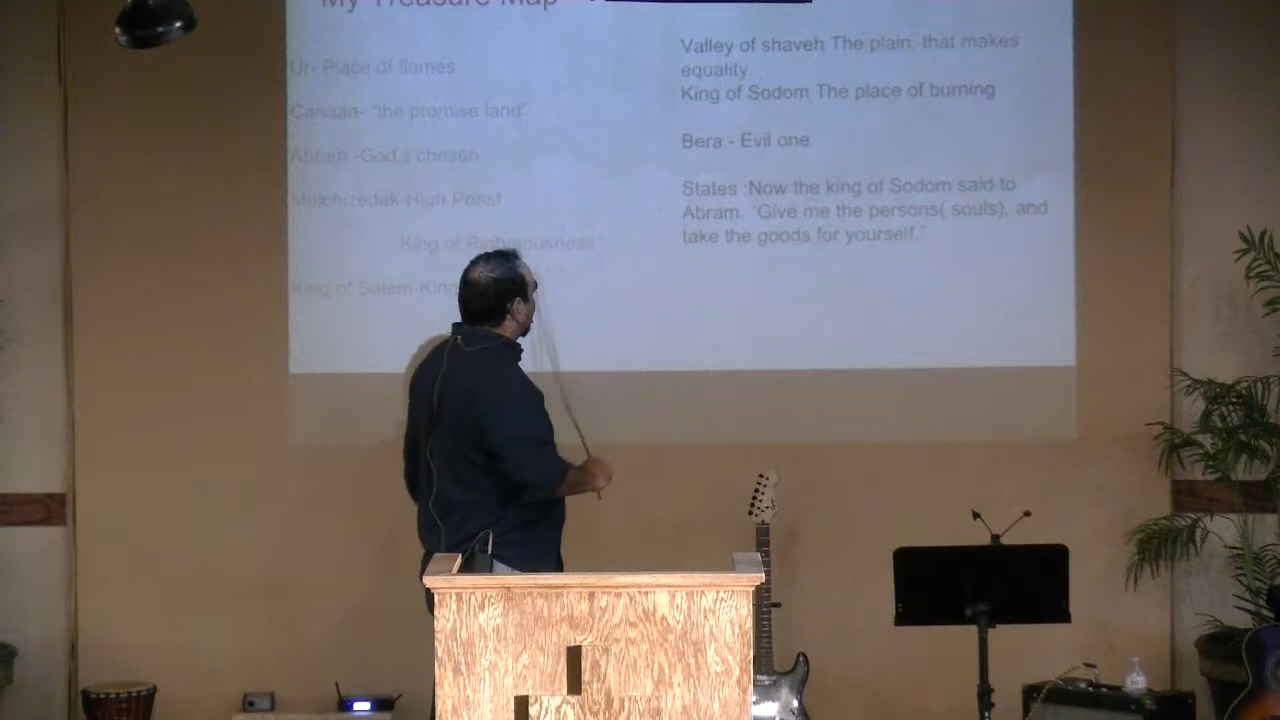 My Treasure Map
Ur- Place of flames
Canaan- "the promise land"
Abram -God s chosen
Melchizedek-High Priest
King of Righteousness
King of Salem-King
Valley of shaveh The plain, that makes
equality.
King of Sodom The place of burning
Bera - Evil one
States :Now the king of Sodom said to
Abram, "Give me the persons( souls), and
take the goods for yourself."